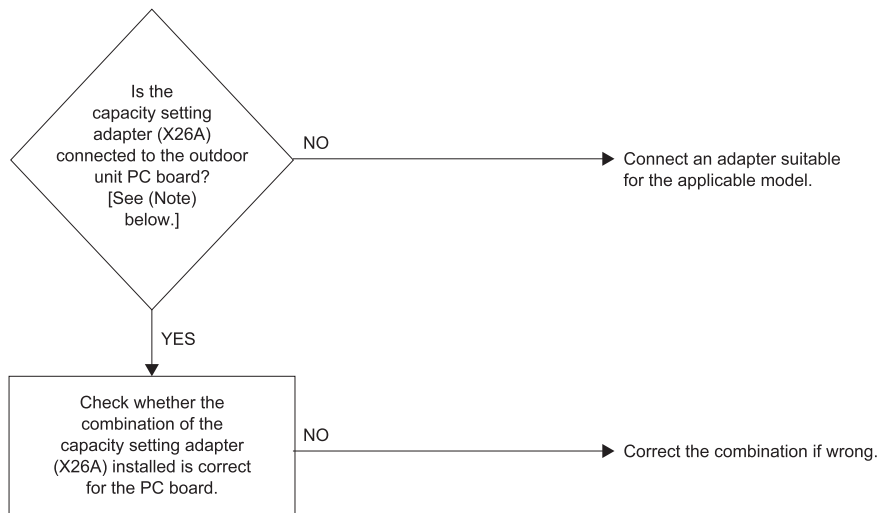 Is the
capacity setting
adapter (X26A)
connected to the outdoor
unit PC board?
[See (Note)
below.]
NO
Connect an adapter suitable
for the applicable model.
YES
Check whether the
combination of the
capacity setting adapter
(X26A) installed is correct
for the PC board.
NO
Correct the combination if wrong.